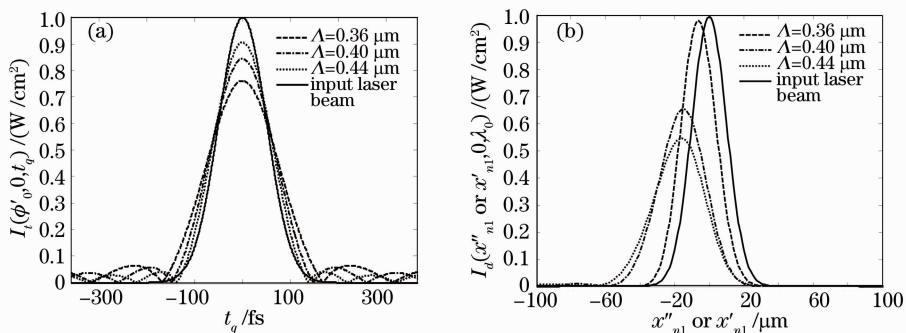 (a)
1.0
0.9
0.8
0.7
0.6
0.5
0.4
0.3
0.2
0.1
0
Λ=0.36 μm
Λ=0.40 μm
Λ=0.44 μm
input laser
beam
I_t(ϕ′_0,0,t_q)/(W/cm²)
−300 −100 100 300
t_q/fs
(b)
1.0
0.9
0.8
0.7
0.6
0.5
0.4
0.3
0.2
0.1
0
Λ=0.36 μm
Λ=0.40 μm
Λ=0.44 μm
input laser
beam
I_d(x″_n1 or x′_n1,0,λ_0)/(W/cm²)
−100 −60 −20 20 60 100
x″_n1 or x′_n1/μm